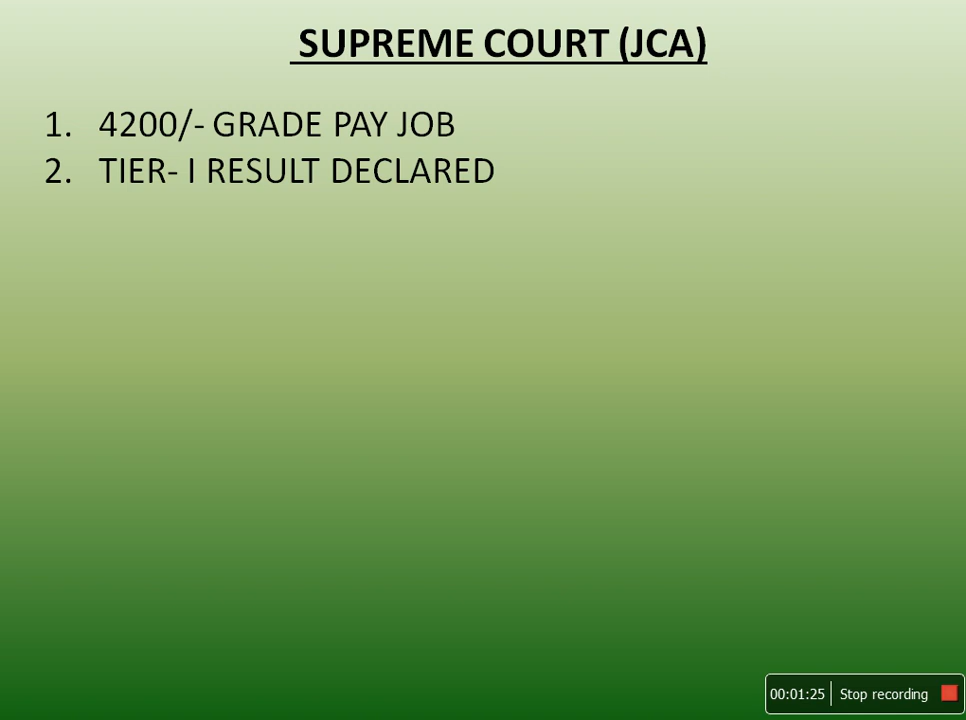 SUPREME COURT (JCA)
1. 4200/- GRADE PAY JOB
2. TIER- I RESULT DECLARED
00:01:25 Stop recording